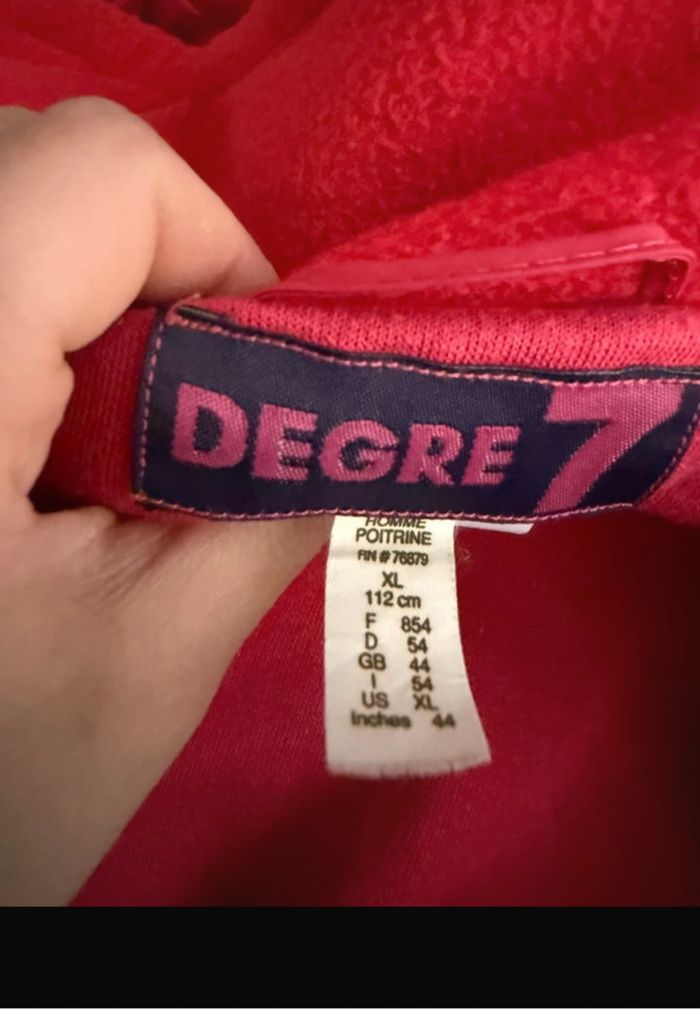 DEGRE 7
HOMME
POITRINE
RN # 76879
XL
112 cm
F 854
D 54
GB 44
I 54
US XL
Inches 44